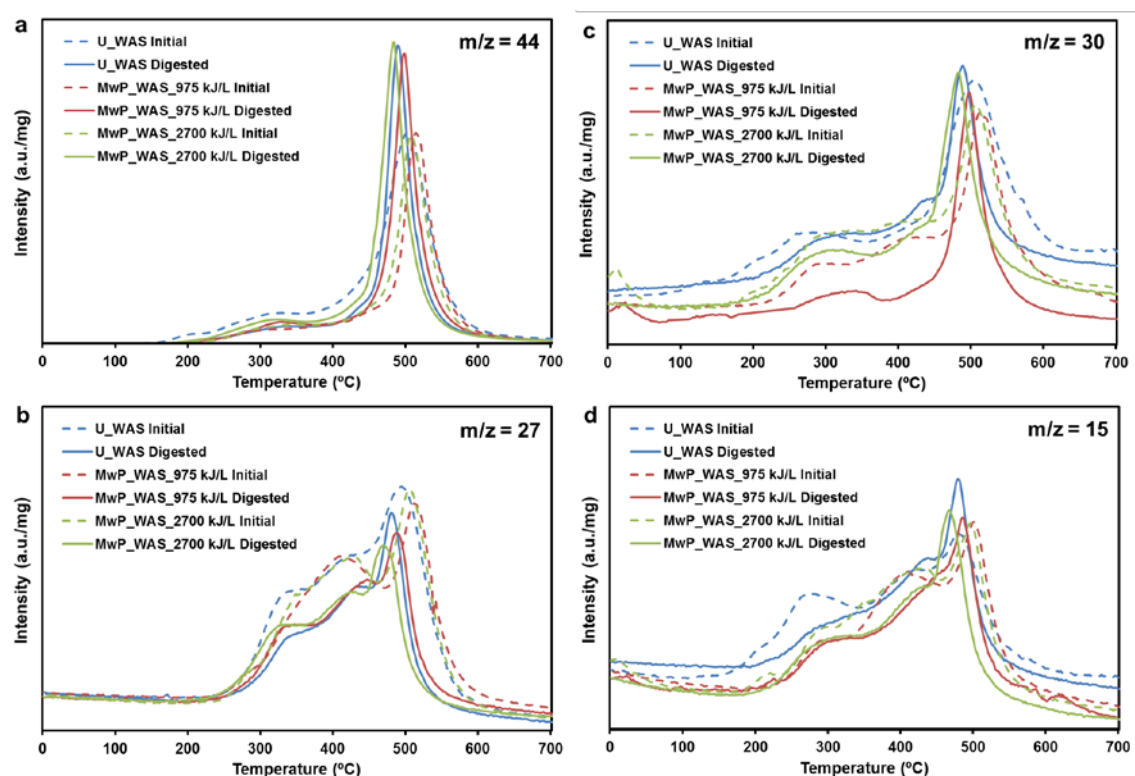 a
m/z = 44
U_WAS Initial
U_WAS Digested
MwP_WAS_975 kJ/L Initial
MwP_WAS_975 kJ/L Digested
MwP_WAS_2700 kJ/L Initial
MwP_WAS_2700 kJ/L Digested
Intensity (a.u./mg)
0 100 200 300 400 500 600 700
Temperature (ºC)
b
m/z = 27
U_WAS Initial
U_WAS Digested
MwP_WAS_975 kJ/L Initial
MwP_WAS_975 kJ/L Digested
MwP_WAS_2700 kJ/L Initial
MwP_WAS_2700 kJ/L Digested
Intensity (a.u./mg)
0 100 200 300 400 500 600 700
Temperature (ºC)
c
m/z = 30
U_WAS Initial
U_WAS Digested
MwP_WAS_975 kJ/L Initial
MwP_WAS_975 kJ/L Digested
MwP_WAS_2700 kJ/L Initial
MwP_WAS_2700 kJ/L Digested
Intensity (a.u./mg)
0 100 200 300 400 500 600 700
Temperature (ºC)
d
m/z = 15
U_WAS Initial
U_WAS Digested
MwP_WAS_975 kJ/L Initial
MwP_WAS_975 kJ/L Digested
MwP_WAS_2700 kJ/L Initial
MwP_WAS_2700 kJ/L Digested
Intensity (a.u./mg)
0 100 200 300 400 500 600 700
Temperature (ºC)